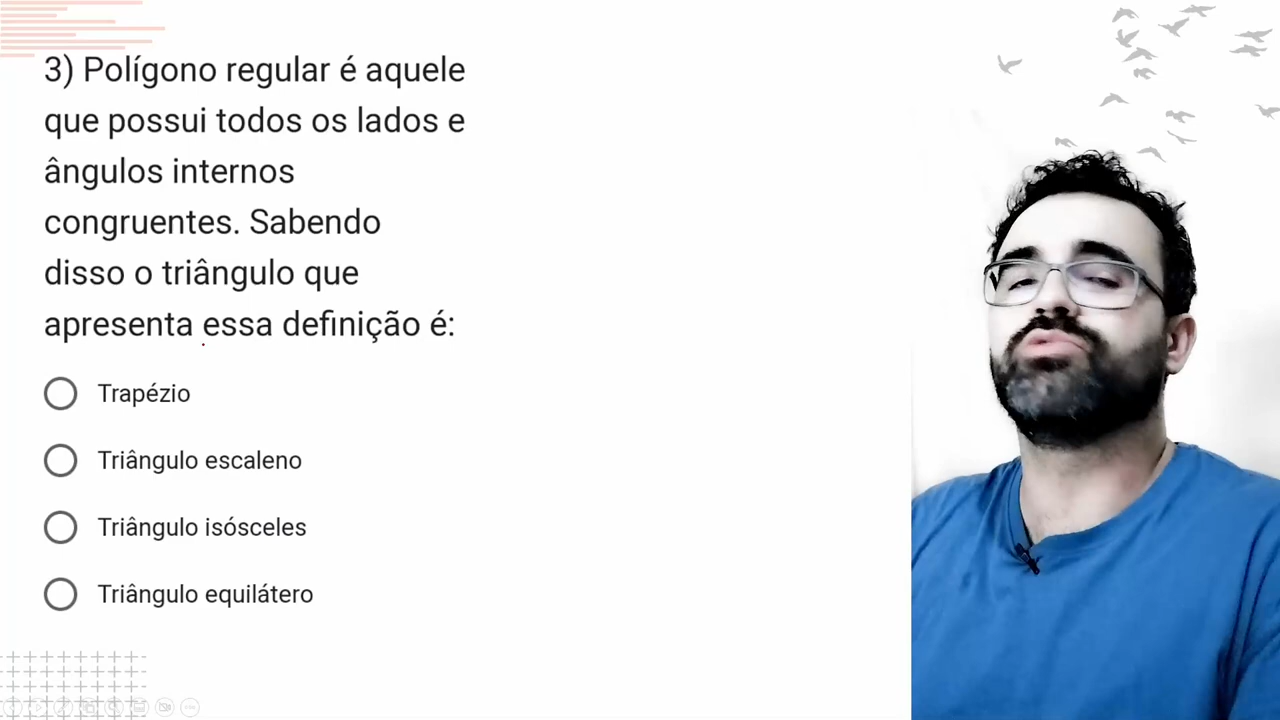 3) Polígono regular é aquele
que possui todos os lados e
ângulos internos
congruentes. Sabendo
disso o triângulo que
apresenta essa definição é:
Trapézio
Triângulo escaleno
Triângulo isósceles
Triângulo equilátero